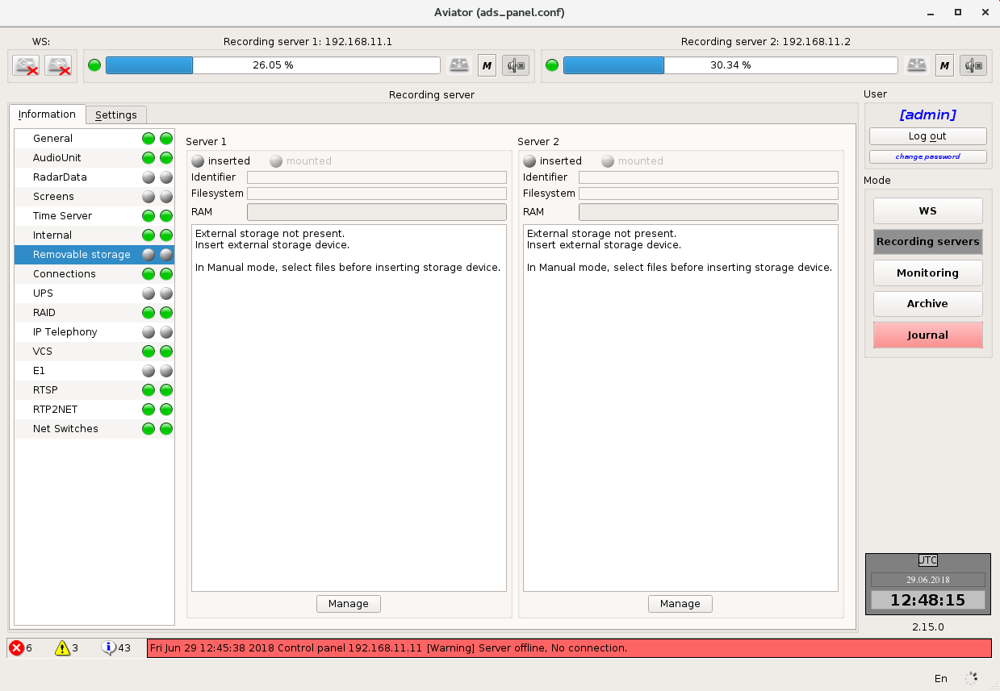 Aviator (ads_panel.conf)
WS:
Recording server 1: 192.168.11.1
Recording server 2: 192.168.11.2
26.05 %
M
30.34 %
M
Recording server
User
Information
Settings
[admin]
Log out
change password
Mode
WS
Recording servers
Monitoring
Archive
Journal
General
AudioUnit
RadarData
Screens
Time Server
Internal
Removable storage
Connections
UPS
RAID
IP Telephony
VCS
E1
RTSP
RTP2NET
Net Switches
Server 1
inserted
mounted
Identifier
Filesystem
RAM
External storage not present.
Insert external storage device.
In Manual mode, select files before inserting storage device.
Manage
Server 2
inserted
mounted
Identifier
Filesystem
RAM
External storage not present.
Insert external storage device.
In Manual mode, select files before inserting storage device.
Manage
UTC
29.06.2018
12:48:15
2.15.0
6
3
43
Fri Jun 29 12:45:38 2018 Control panel 192.168.11.11 [Warning] Server offline, No connection.
En